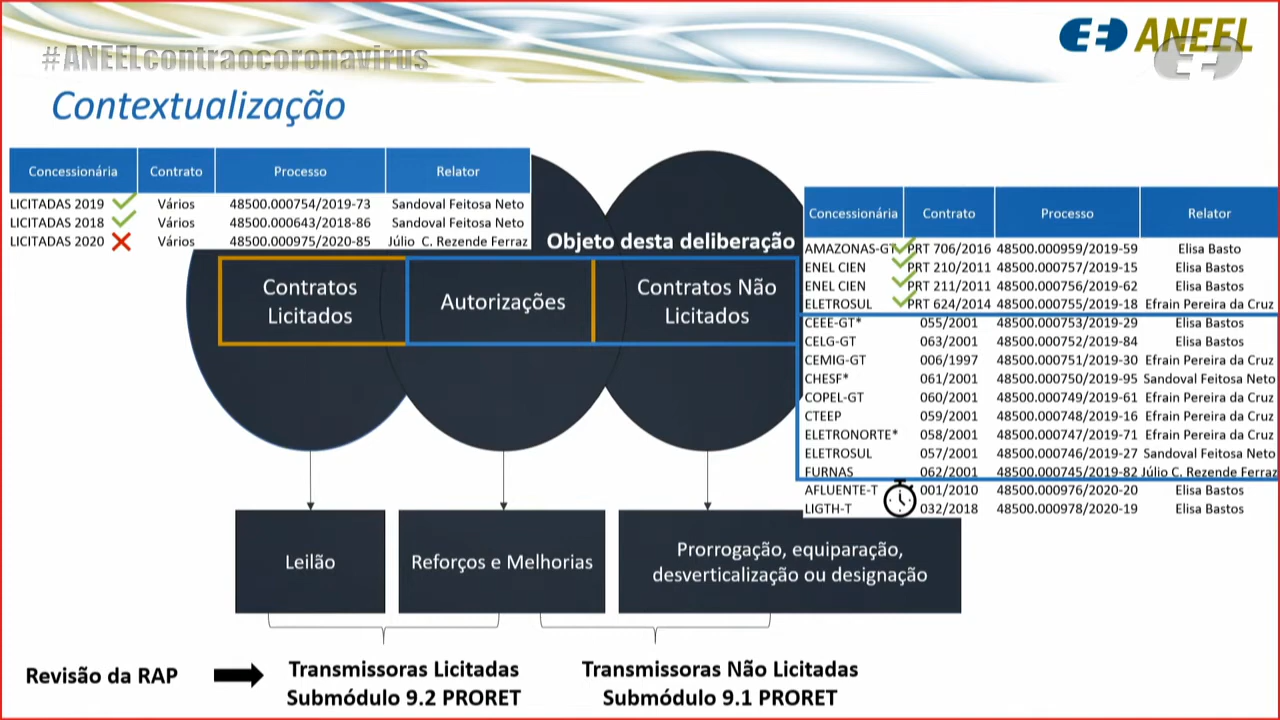 #ANEELcontraocoronavirus
ANEEL
Contextualização
Concessionária Contrato Processo Relator
LICITADAS 2019 Vários 48500.000754/2019-73 Sandoval Feitosa Neto
LICITADAS 2018 Vários 48500.000643/2018-86 Sandoval Feitosa Neto
LICITADAS 2020 Vários 48500.000975/2020-85 Júlio C. Rezende Ferraz
Objeto desta deliberação
Contratos
Licitados
Autorizações
Contratos Não
Licitados
Concessionária Contrato Processo Relator
AMAZONAS-GT PRT 706/2016 48500.000959/2019-59 Elisa Basto
ENEL CIEN PRT 210/2011 48500.000757/2019-15 Elisa Bastos
ENEL CIEN PRT 211/2011 48500.000756/2019-62 Elisa Bastos
ELETROSUL PRT 624/2014 48500.000755/2019-18 Efrain Pereira da Cruz
CEEE-GT* 055/2001 48500.000753/2019-29 Elisa Bastos
CELG-GT 063/2001 48500.000752/2019-84 Elisa Bastos
CEMIG-GT 006/1997 48500.000751/2019-30 Efrain Pereira da Cruz
CHESF* 061/2001 48500.000750/2019-95 Sandoval Feitosa Neto
COPEL-GT 060/2001 48500.000749/2019-61 Efrain Pereira da Cruz
CTEEP 059/2001 48500.000748/2019-16 Efrain Pereira da Cruz
ELETRONORTE* 058/2001 48500.000747/2019-71 Efrain Pereira da Cruz
ELETROSUL 057/2001 48500.000746/2019-27 Sandoval Feitosa Neto
FURNAS 062/2001 48500.000745/2019-82 Júlio C. Rezende Ferraz
AFLUENTE-T 001/2010 48500.000976/2020-20 Elisa Bastos
LIGTH-T 032/2018 48500.000978/2020-19 Elisa Bastos
Leilão
Reforços e Melhorias
Prorrogação, equiparação,
desverticalização ou designação
Revisão da RAP
Transmissoras Licitadas
Submódulo 9.2 PRORET
Transmissoras Não Licitadas
Submódulo 9.1 PRORET